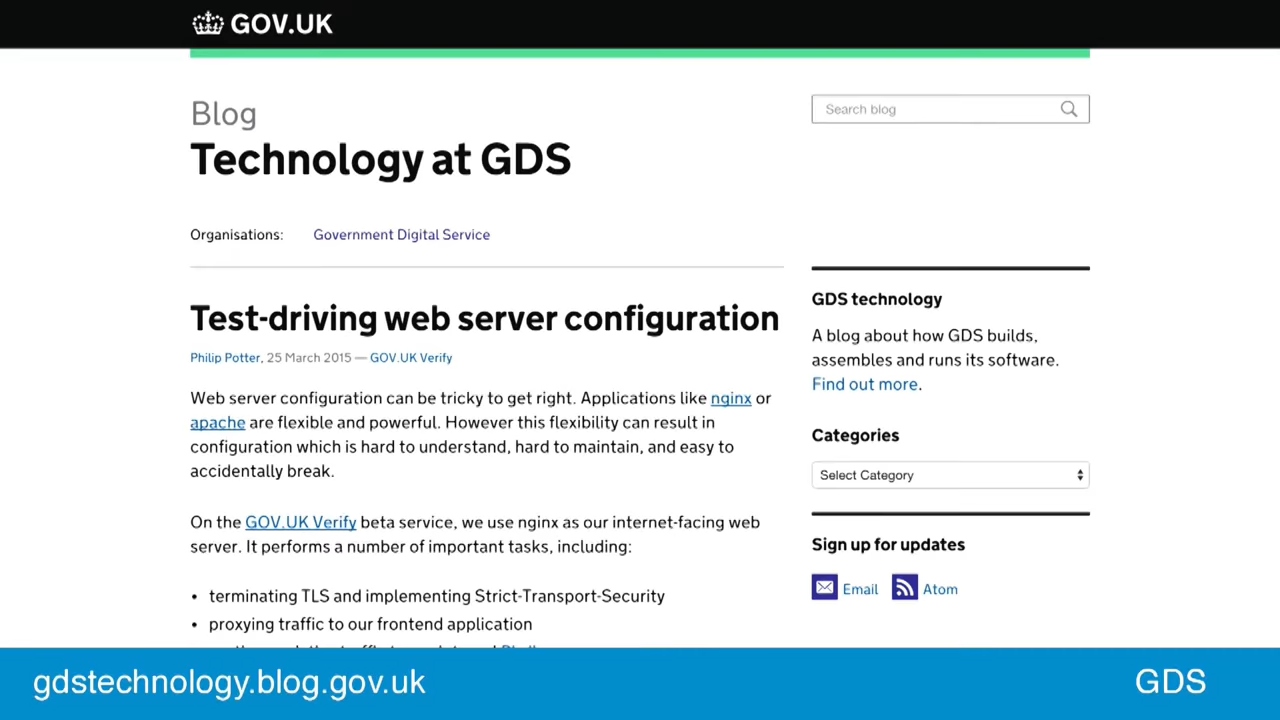 GOV.UK
Blog
Technology at GDS
Search blog
Organisations: Government Digital Service
Test-driving web server configuration
Philip Potter, 25 March 2015 — GOV.UK Verify
Web server configuration can be tricky to get right. Applications like nginx or
apache are flexible and powerful. However this flexibility can result in
configuration which is hard to understand, hard to maintain, and easy to
accidentally break.
On the GOV.UK Verify beta service, we use nginx as our internet-facing web
server. It performs a number of important tasks, including:
• terminating TLS and implementing Strict-Transport-Security
• proxying traffic to our frontend application
GDS technology
A blog about how GDS builds,
assembles and runs its software.
Find out more.
Categories
Select Category
Sign up for updates
Email Atom
gdstechnology.blog.gov.uk
GDS